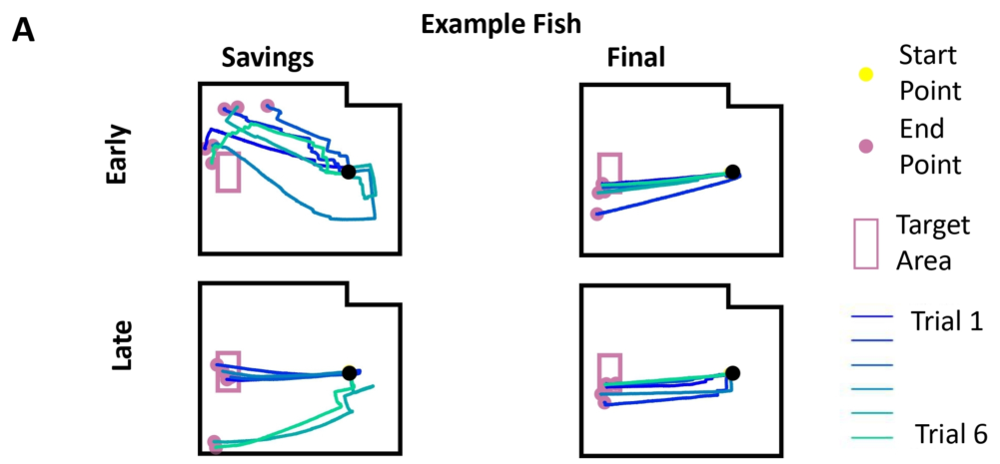 A
Example Fish
Savings
Final
Early
Late
Start
Point
End
Point
Target
Area
Trial 1
Trial 6